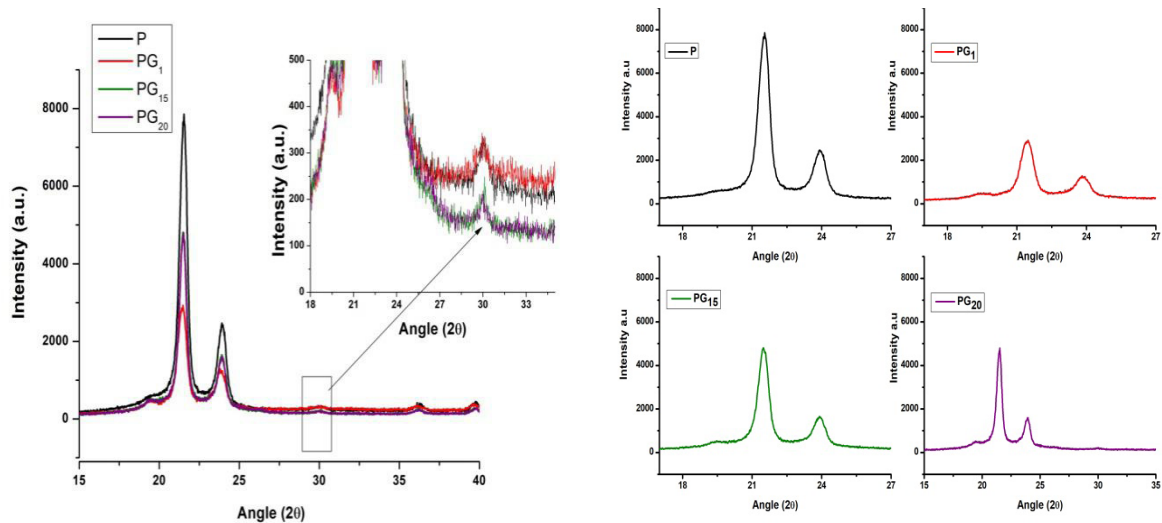 P
PG1
PG15
PG20
Intensity (a.u.)
8000
6000
4000
2000
0
15 20 25 30 35 40
Angle (2θ)
Intensity (a.u.)
500
400
300
200
100
0
18 21 24 27 30 33
Angle (2θ)
P
Intensity a.u
8000
6000
4000
2000
0
18 21 24 27
Angle (2θ)
PG1
Intensity a.u
8000
6000
4000
2000
0
18 21 24 27
Angle (2θ)
PG15
Intensity a.u
8000
6000
4000
2000
0
18 21 24 27
Angle (2θ)
PG20
Intensity a.u
8000
6000
4000
2000
0
15 20 25 30 35
Angle (2θ)